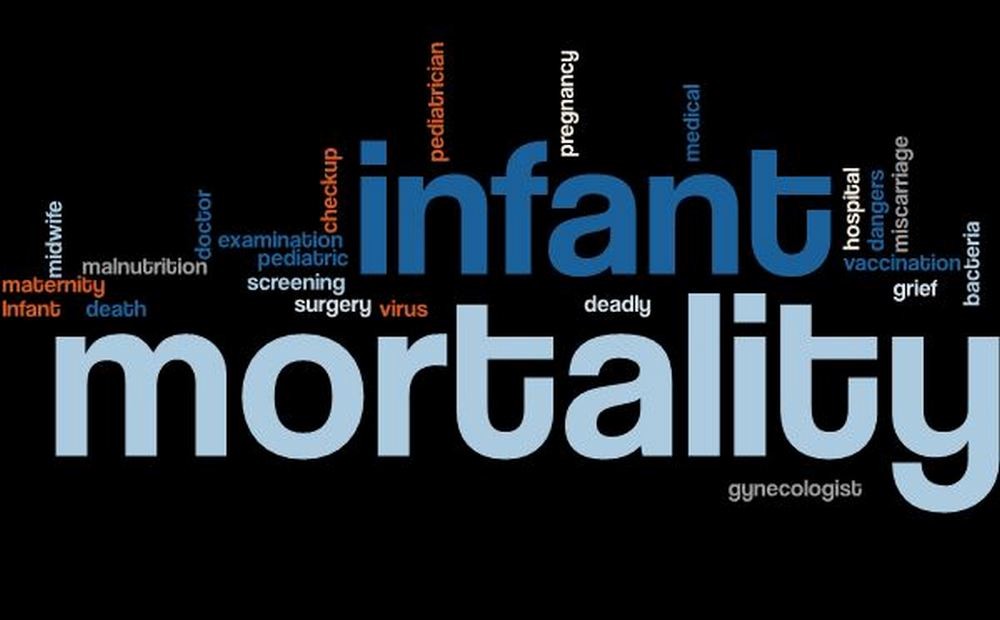 pediatrician
pregnancy
medical
infant
checkup
hospital
dangers
miscarriage
midwife
doctor
examination
pediatric
malnutrition
vaccination
bacteria
maternity
screening
grief
Infant
death
surgery
virus
deadly
mortality
gynecologist